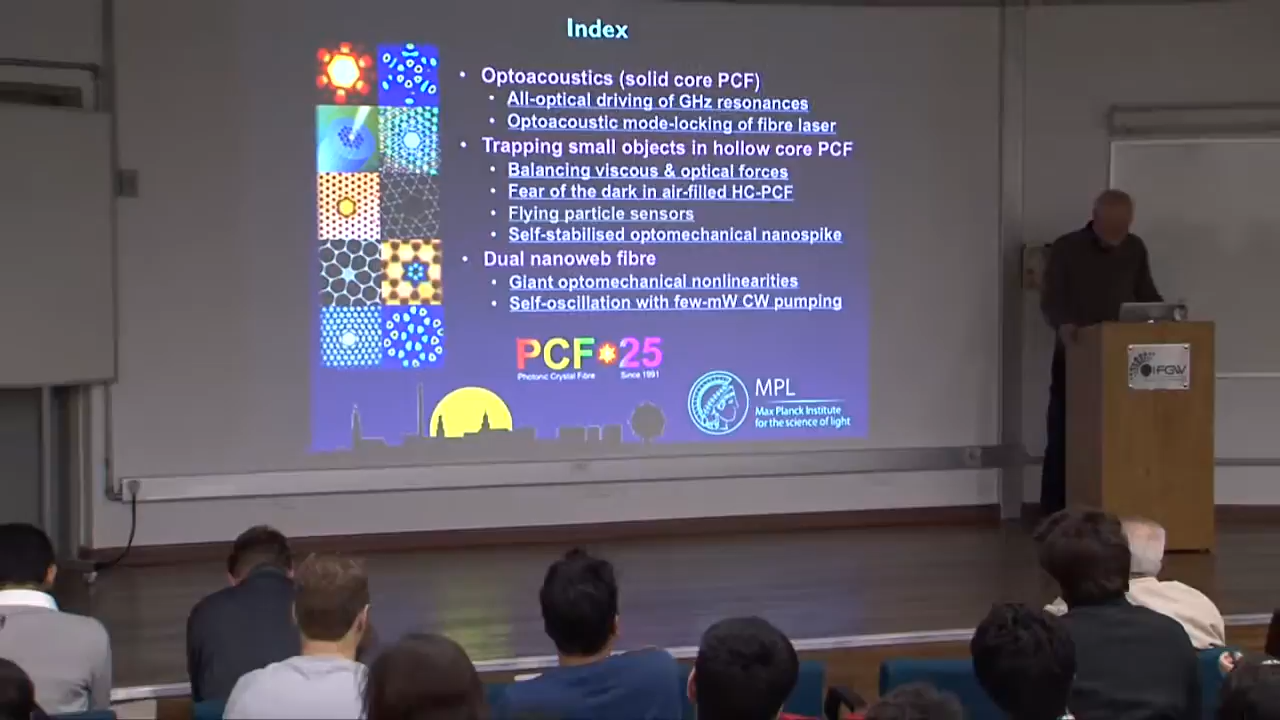 Index
• Optoacoustics (solid core PCF)
• All-optical driving of GHz resonances
• Optoacoustic mode-locking of fibre laser
• Trapping small objects in hollow core PCF
• Balancing viscous & optical forces
• Fear of the dark in air-filled HC-PCF
• Flying particle sensors
• Self-stabilised optomechanical nanospike
• Dual nanoweb fibre
• Giant optomechanical nonlinearities
• Self-oscillation with few-mW CW pumping
PCF 25
Photonic Crystal Fibre Since 1991
MPL
Max Planck Institute
for the science of light
IFGW